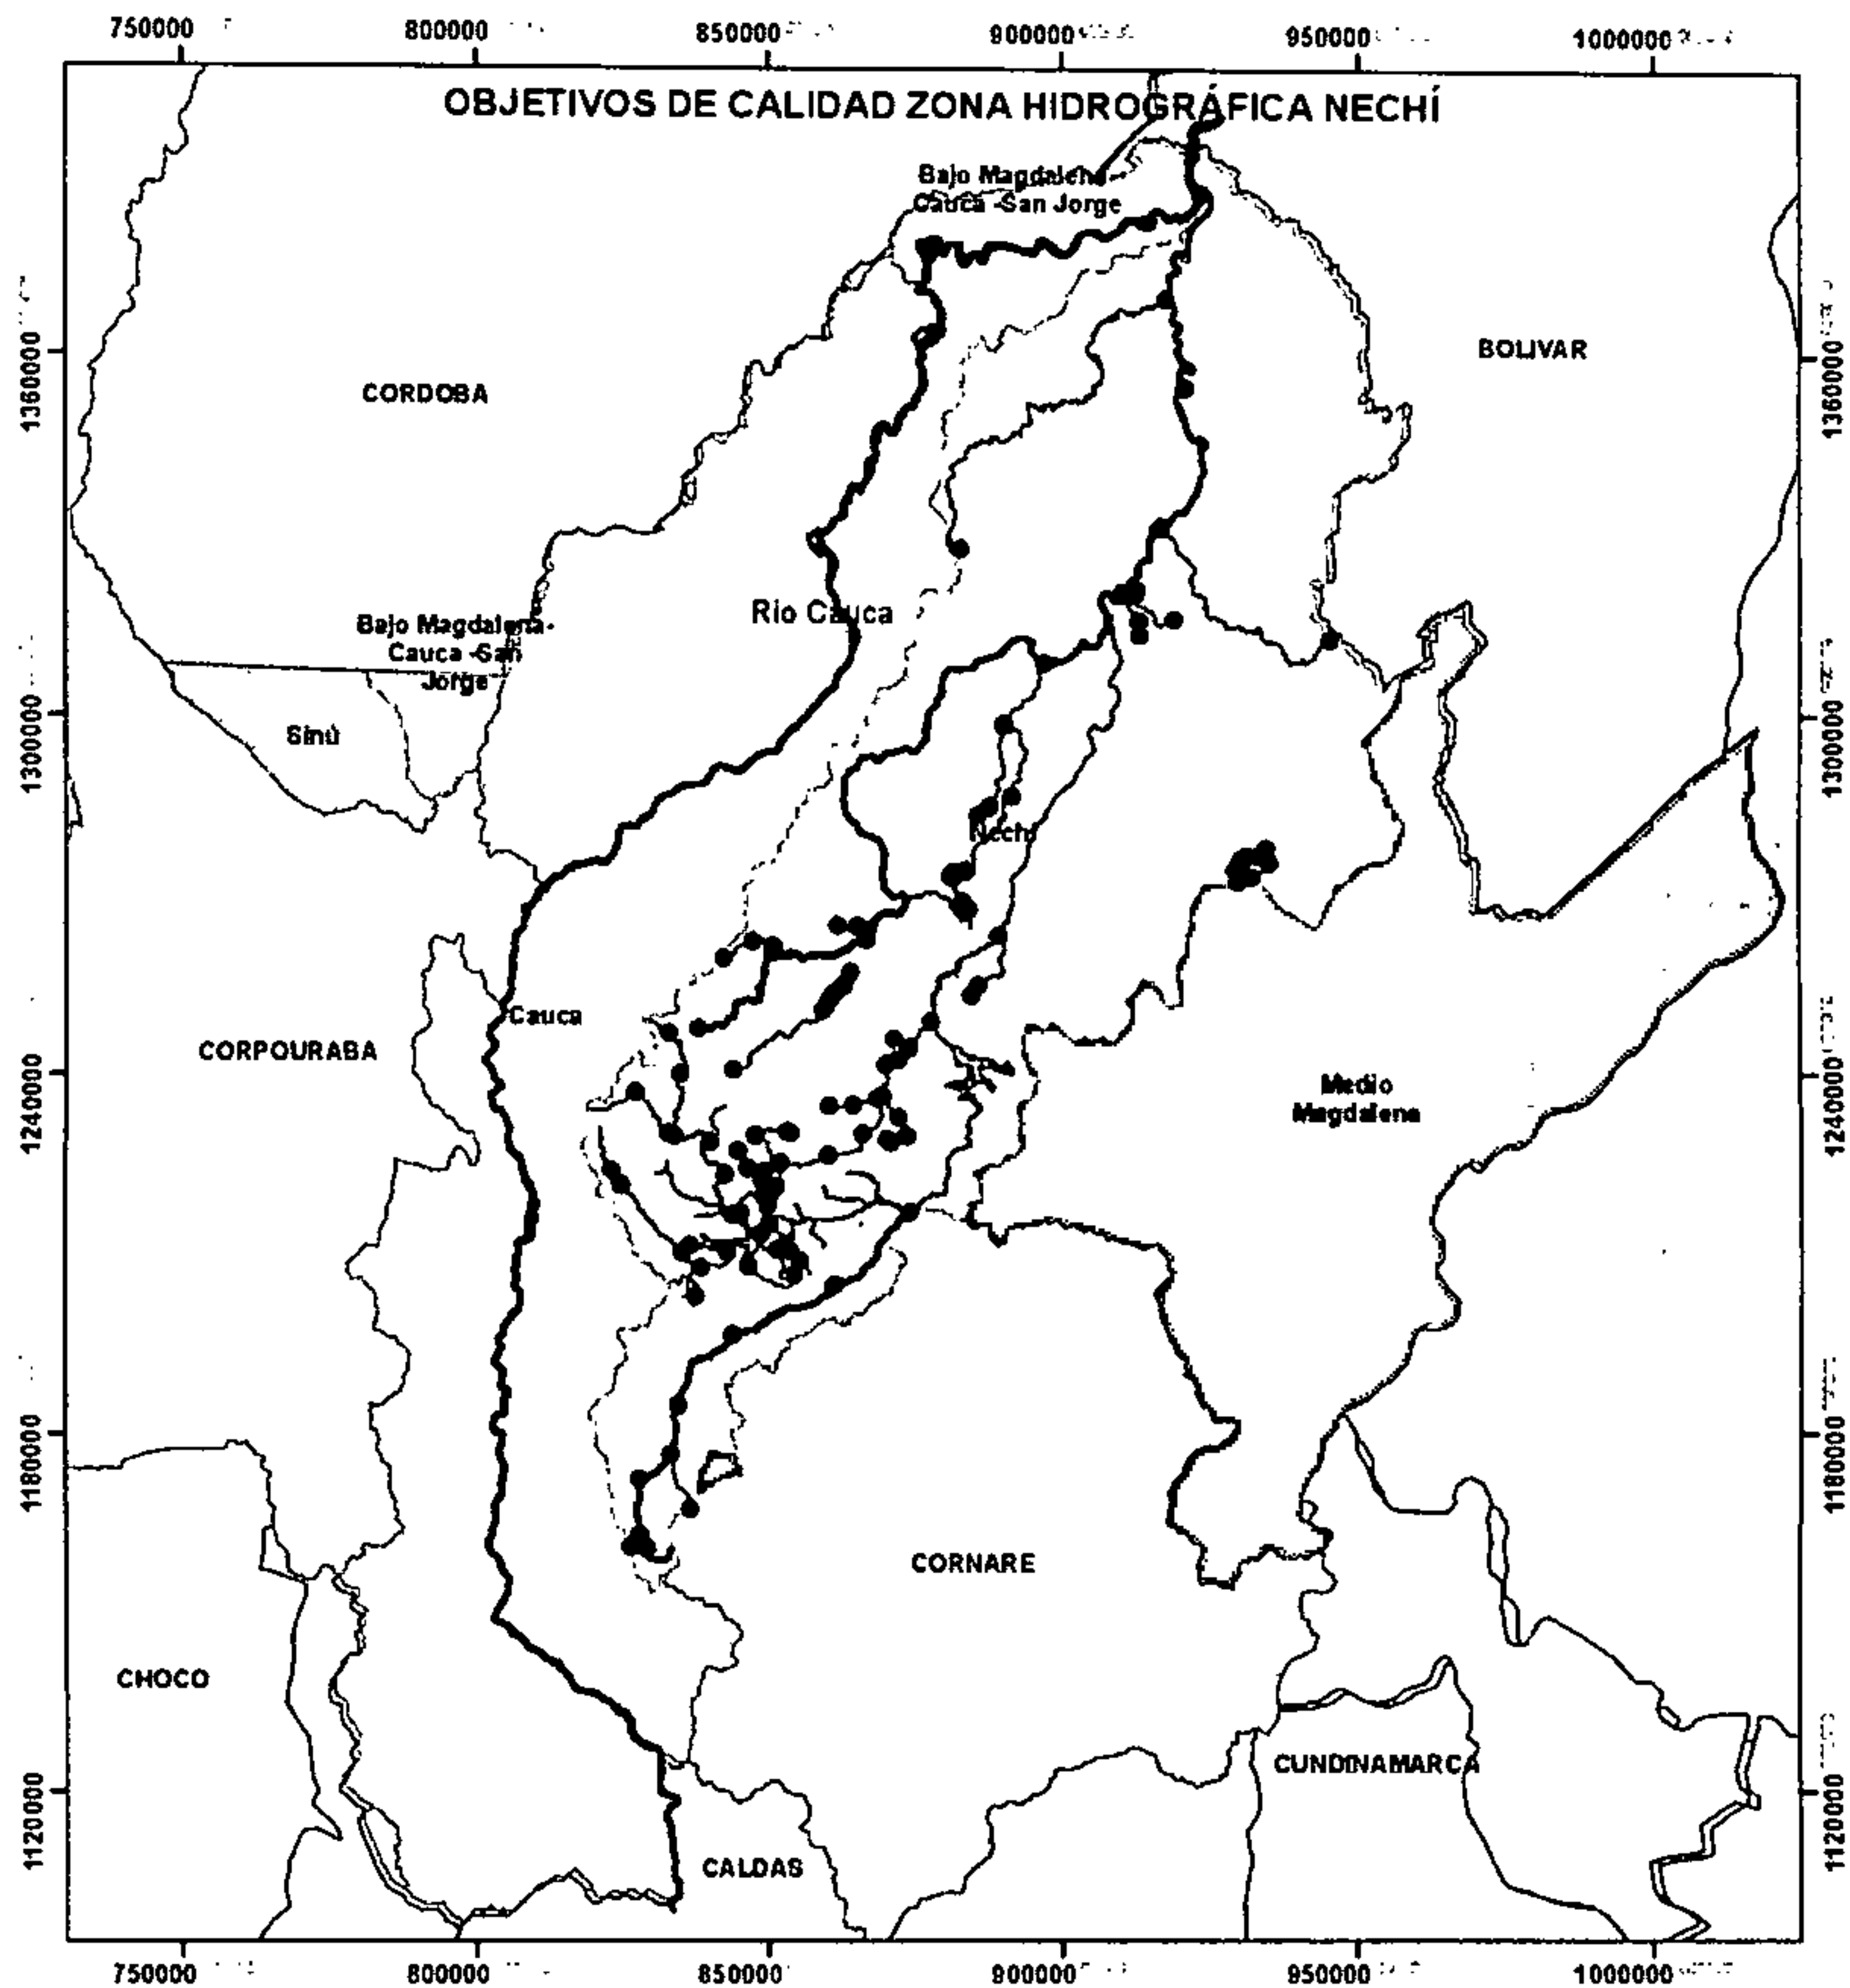 750000 800000 850000 900000 950000 1000000
OBJETIVOS DE CALIDAD ZONA HIDROGRÁFICA NECHÍ
Bajo Magdalena-
Cauca -San Jorge
1360000
1360000
BOLIVAR
CORDOBA
Rio Cauca
Bajo Magdalena-
Cauca -San
Jorge
1300000
1300000
Sinú
Nechí
Cauca
CORPOURABA
1240000
1240000
Medio
Magdalena
1180000
1180000
CORNARE
CHOCO
CUNDINAMARCA
1120000
1120000
CALDAS
750000 800000 850000 900000 950000 1000000